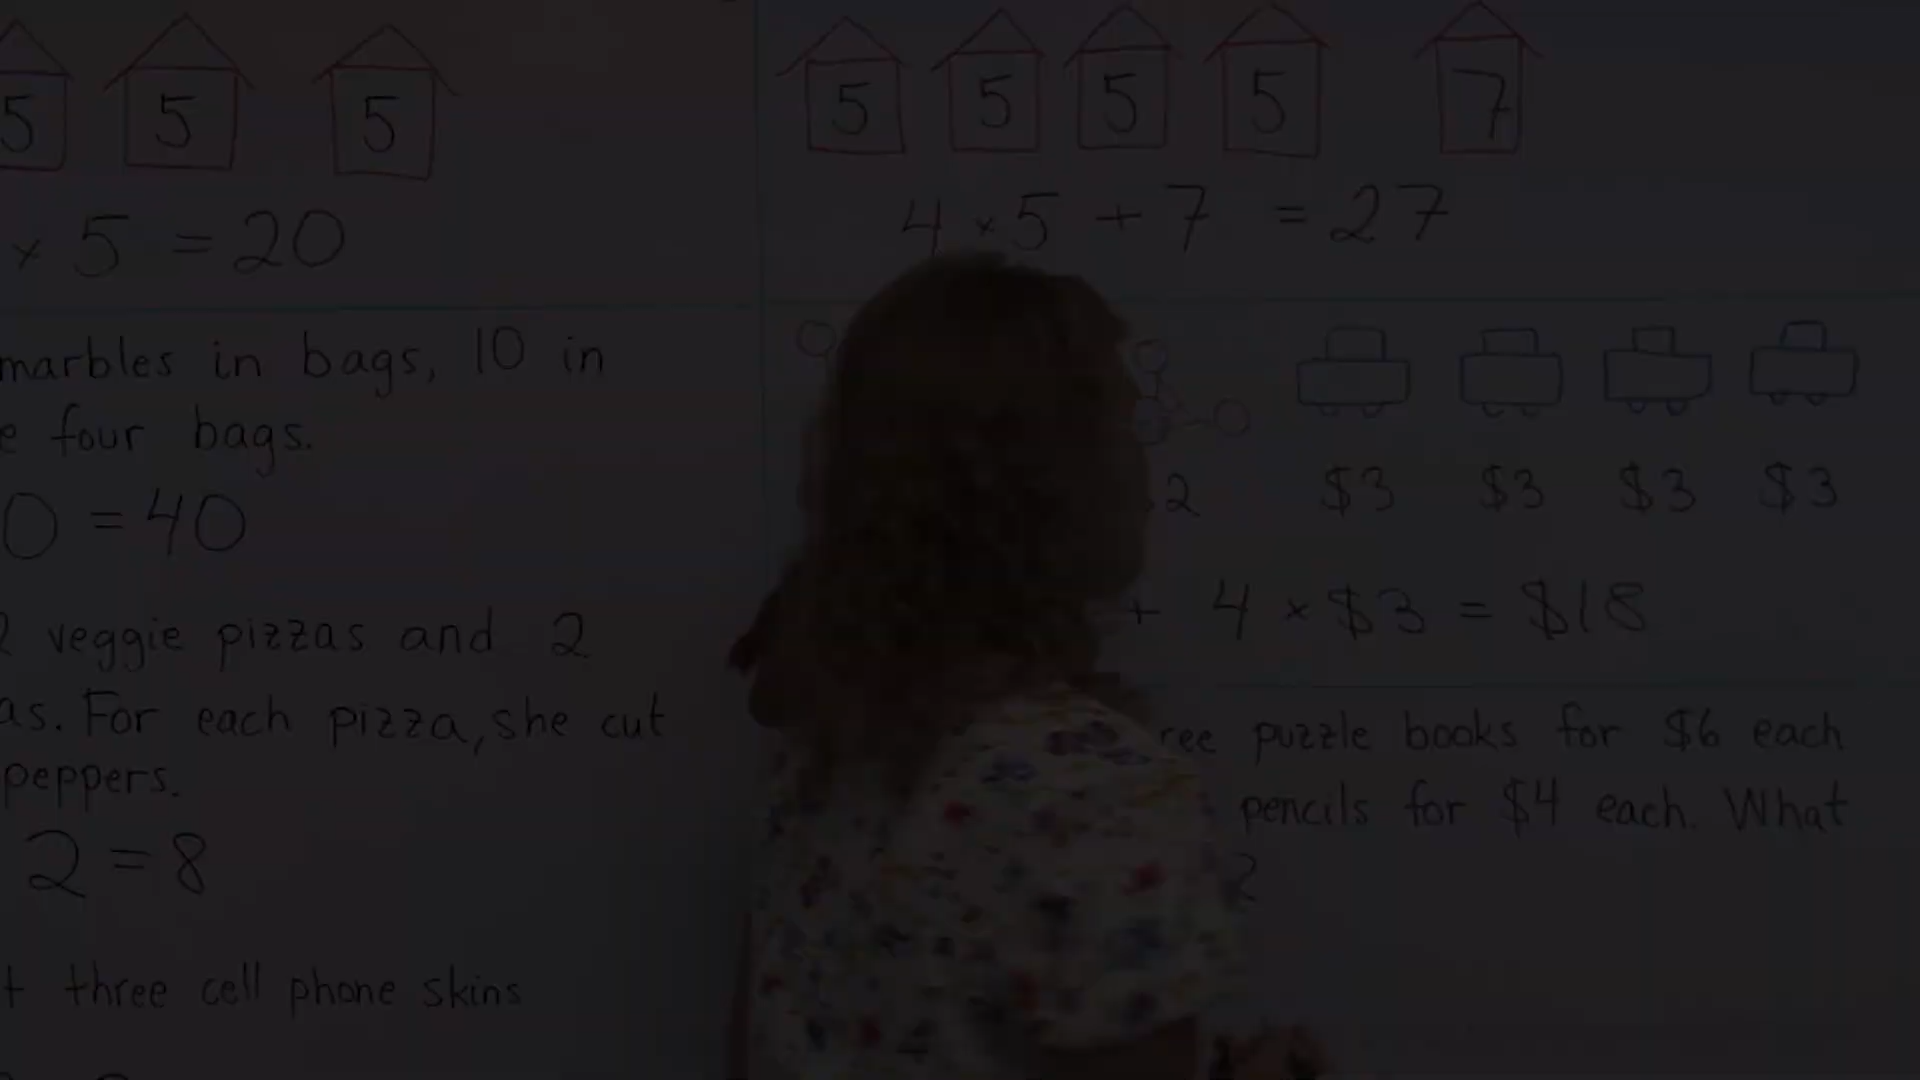 5 5 5
× 5 = 20
marbles in bags, 10 in
four bags.
0 = 40
2 veggie pizzas and 2
as. For each pizza, she cut
peppers.
2 = 8
three cell phone skins
5 5 5 5 7
4 × 5 + 7 = 27
2 $3 $3 $3 $3
+ 4 × $3 = $18
puzzle books for $6 each
pencils for $4 each. What